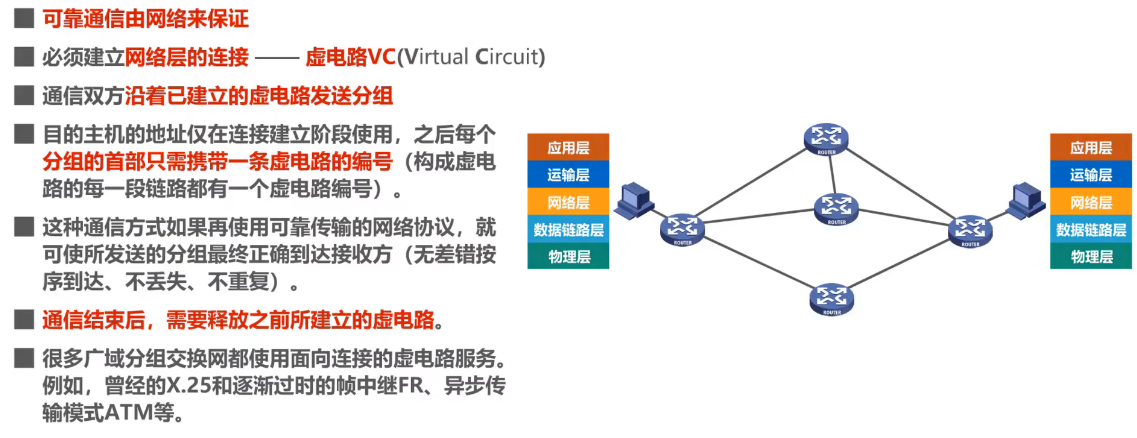 可靠通信由网络来保证
必须建立网络层的连接 —— 虚电路VC(Virtual Circuit)
通信双方沿着已建立的虚电路发送分组
目的主机的地址仅在连接建立阶段使用，之后每个
分组的首部只需携带一条虚电路的编号（构成虚电
路的每一段链路都有一个虚电路编号）。
这种通信方式如果再使用可靠传输的网络协议，就
可使所发送的分组最终正确到达接收方（无差错按
序到达、不丢失、不重复）。
通信结束后，需要释放之前所建立的虚电路。
很多广域分组交换网都使用面向连接的虚电路服务。
例如，曾经的X.25和逐渐过时的帧中继FR、异步传
输模式ATM等。
应用层
运输层
网络层
数据链路层
物理层
ROUTER
ROUTER
ROUTER
ROUTER
ROUTER
应用层
运输层
网络层
数据链路层
物理层